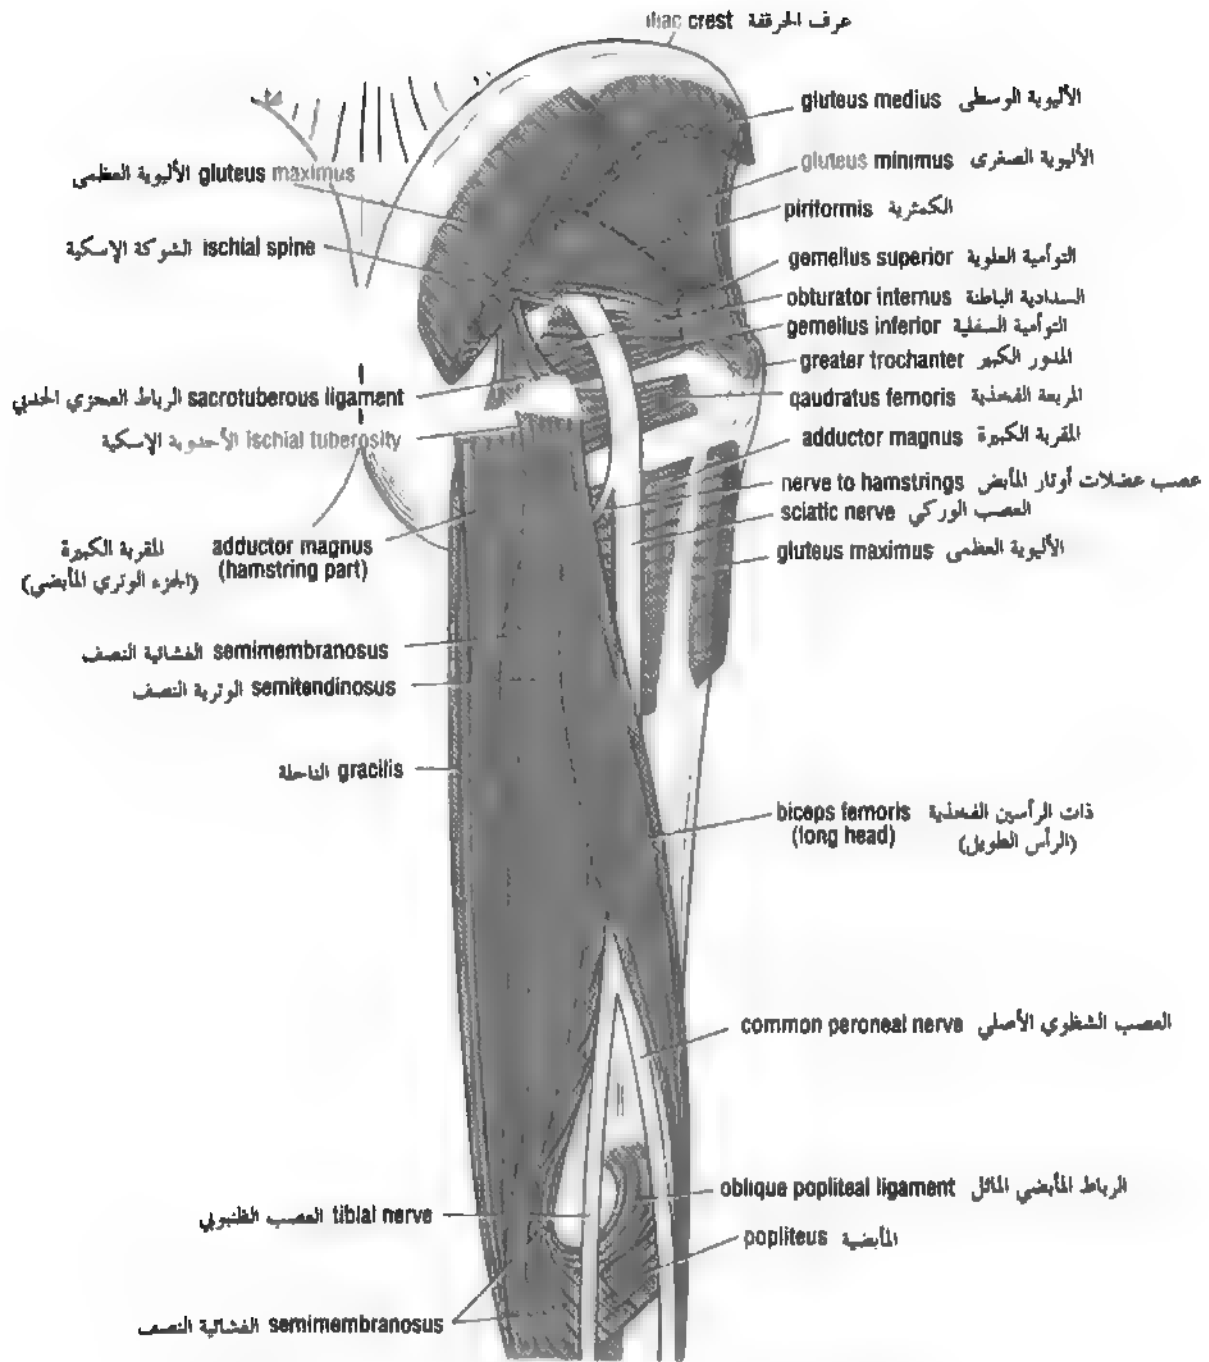 iliac crest عرف الحرقفة
gluteus medius الأليوية الوسطى
gluteus minimus الأليوية الصغرى
الأليوية العظمى gluteus maximus
piriformis الكمثرية
الشوكة الإسكية ischial spine
gemellus superior التوأمية العلوية
obturator internus السدادية الباطنة
gemellus inferior التوأمية السفلية
greater trochanter المدور الكبير
الرباط العجزي الحدبي sacrotuberous ligament
qaudratus femoris المربعة الفخذية
الأحدوبة الإسكية ischial tuberosity
adductor magnus المقربة الكبيرة
nerve to hamstrings عصب عضلات أوتار المأبض
sciatic nerve العصب الوركي
المقربة الكبيرة adductor magnus
(الجزء الوتري المأبضي) (hamstring part)
gluteus maximus الأليوية العظمى
الغشائية النصف semimembranosus
الوترية النصف semitendinosus
الناحلة gracilis
biceps femoris ذات الرأسين الفخذية
(long head) (الرأس الطويل)
common peroneal nerve العصب الشظوي الأصلي
oblique popliteal ligament الرباط المأبضي المائل
العصب الظنبوبي tibial nerve
popliteus المأبضية
الغشائية النصف semimembranosus